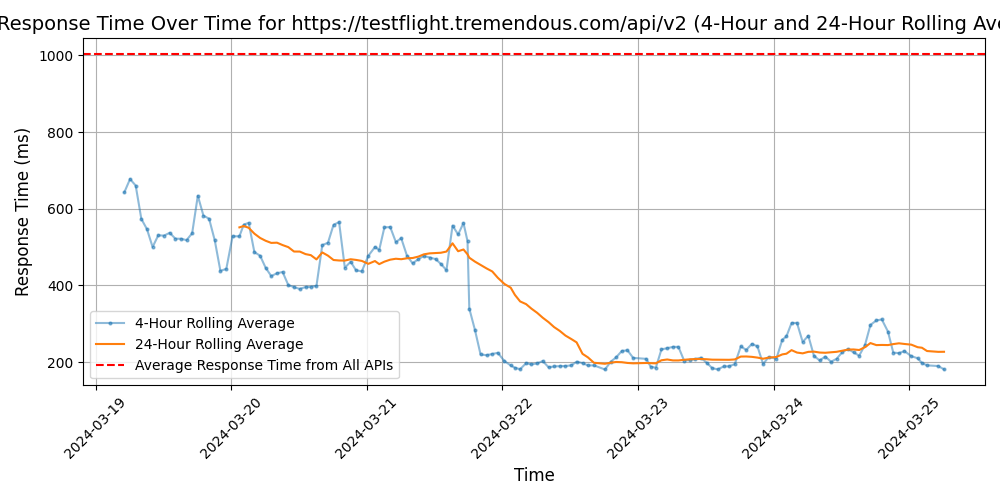 Response Time Over Time for https://testflight.tremendous.com/api/v2 (4-Hour and 24-Hour Rolling Ave
1000
800
600
400
200
Response Time (ms)
4-Hour Rolling Average
24-Hour Rolling Average
Average Response Time from All APIs
2024-03-19
2024-03-20
2024-03-21
2024-03-22
2024-03-23
2024-03-24
2024-03-25
Time